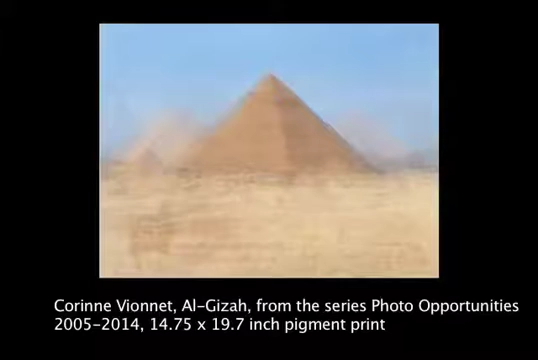 Corinne Vionnet, Al-Gizah, from the series Photo Opportunities
2005-2014, 14.75 x 19.7 inch pigment print